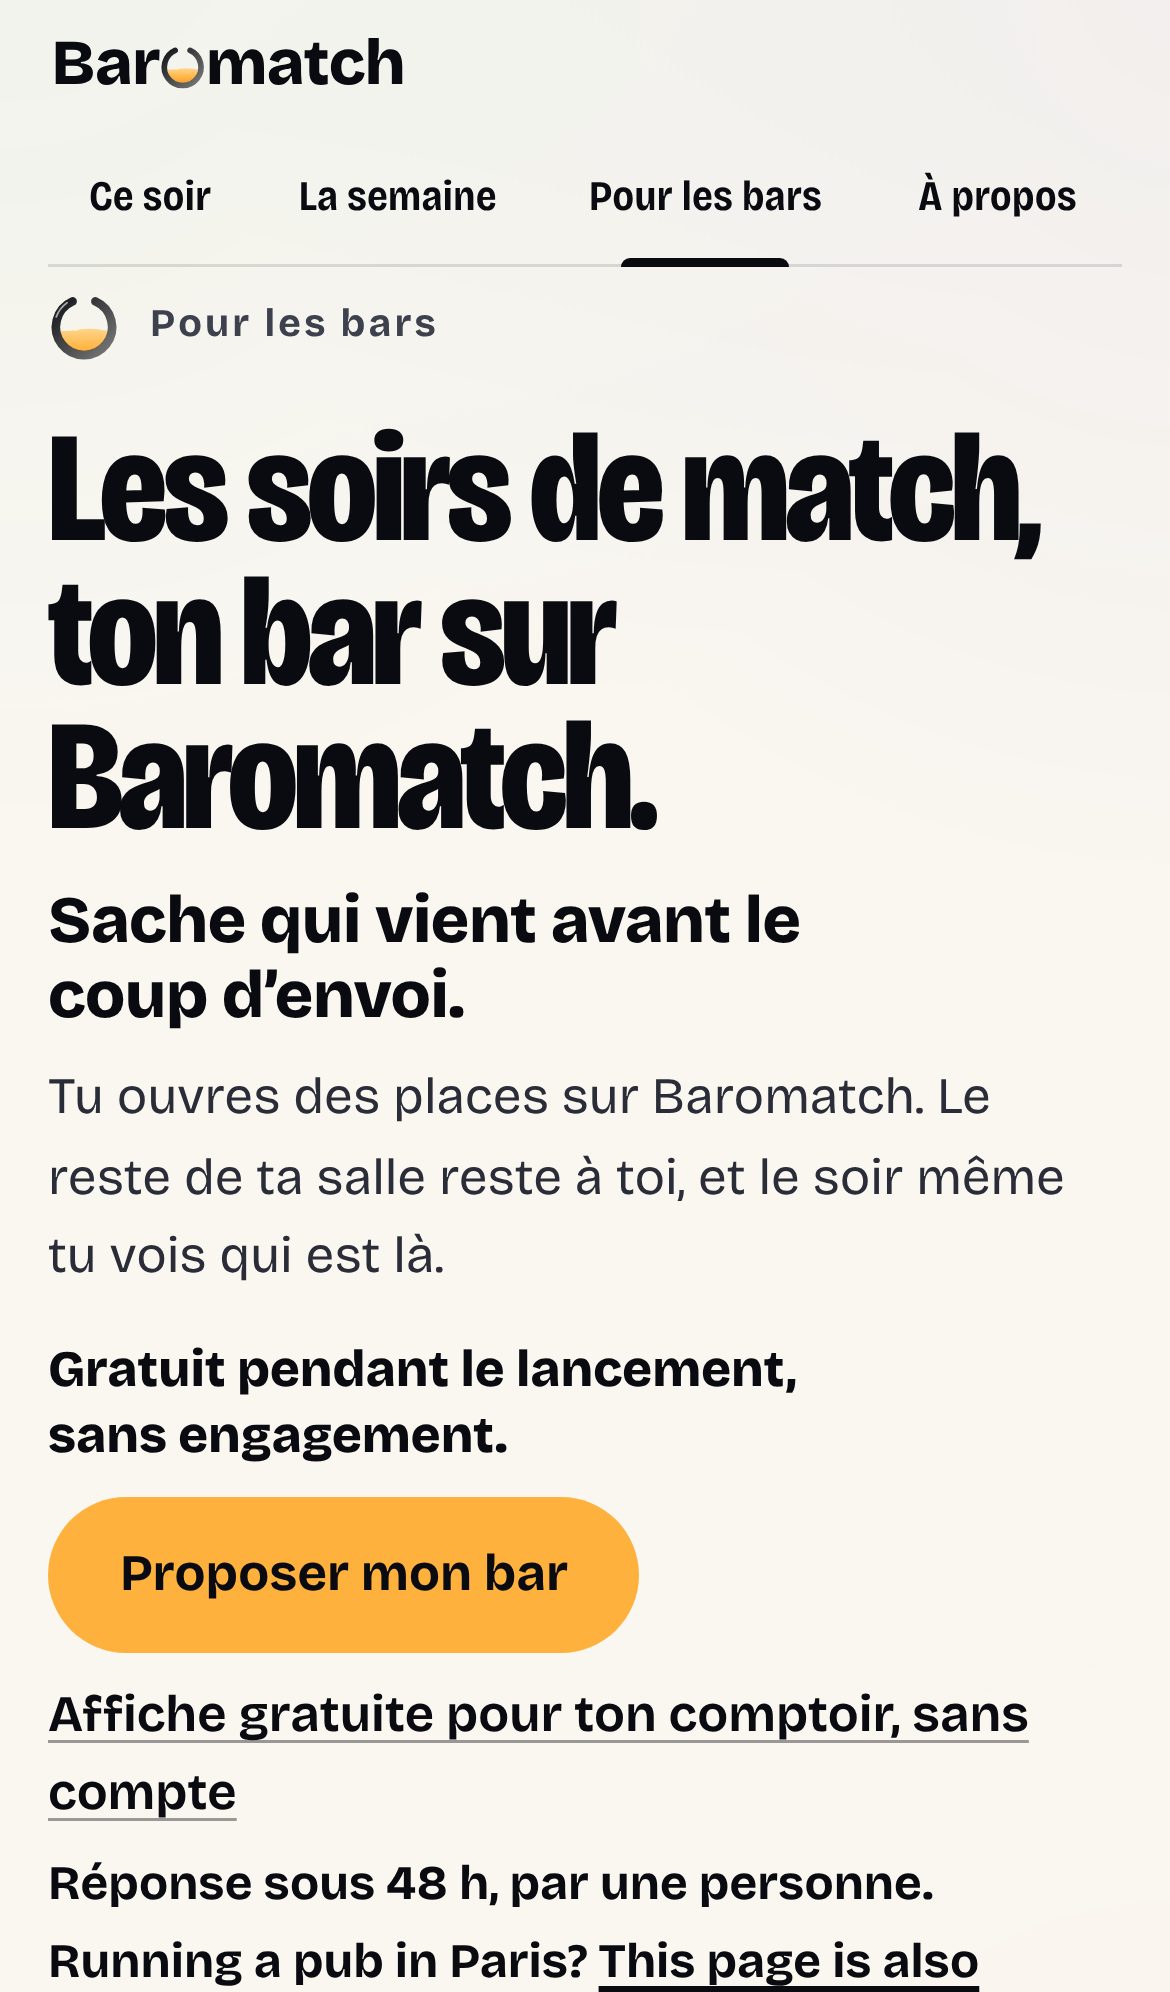 Baromatch
Ce soir La semaine Pour les bars À propos
Pour les bars
Les soirs de match,
ton bar sur
Baromatch.
Sache qui vient avant le
coup d’envoi.
Tu ouvres des places sur Baromatch. Le
reste de ta salle reste à toi, et le soir même
tu vois qui est là.
Gratuit pendant le lancement,
sans engagement.
Proposer mon bar
Affiche gratuite pour ton comptoir, sans
compte
Réponse sous 48 h, par une personne.
Running a pub in Paris? This page is also